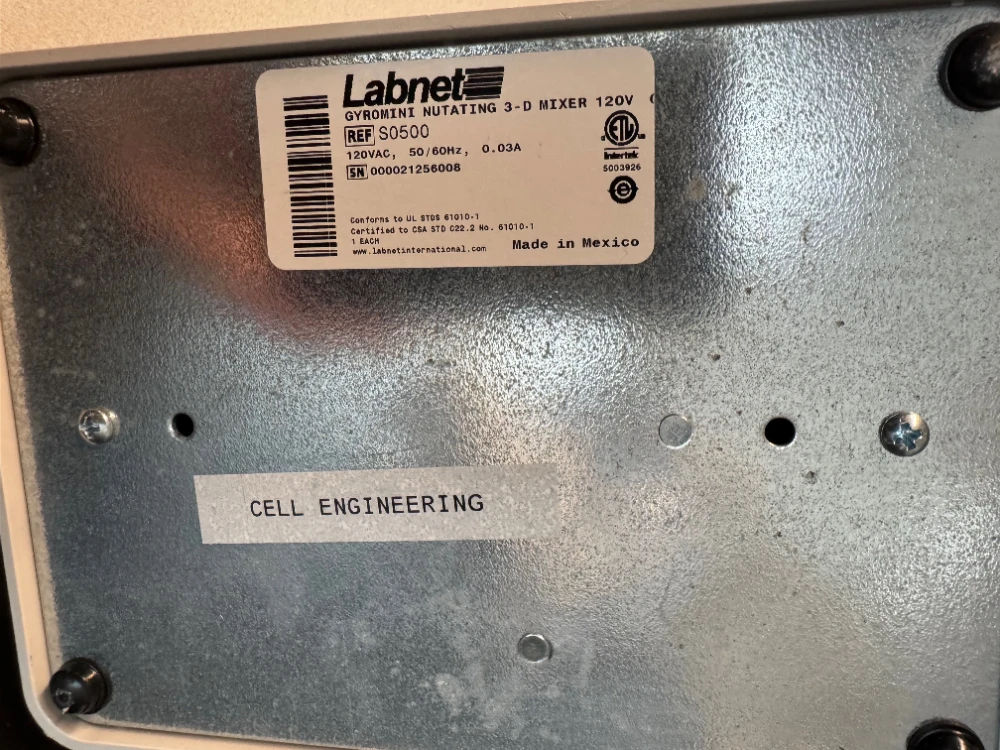 Labnet
GYROMINI NUTATING 3-D MIXER 120V
REF S0500
120VAC, 50/60Hz, 0.03A
SN 000021256008
ETL
Intertek
5003926
e
Conforms to UL STDS 61010-1
Certified to CSA STD C22.2 No. 61010-1
1 EACH
www.labnetinternational.com
Made in Mexico
CELL ENGINEERING